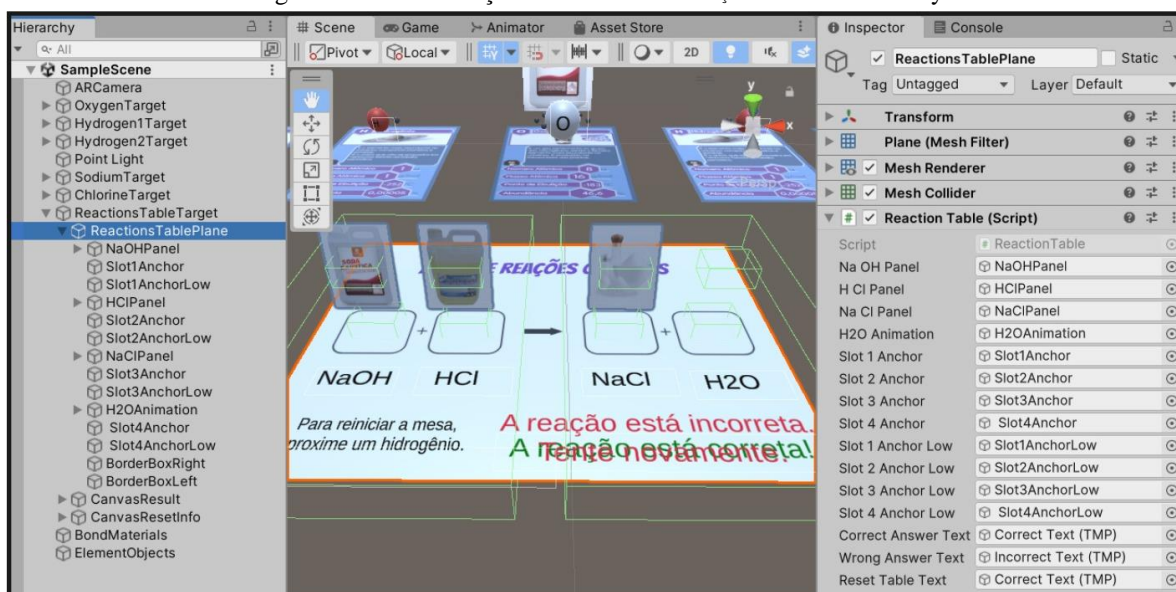 Hierarchy
All
SampleScene
ARCamera
OxygenTarget
Hydrogen1Target
Hydrogen2Target
Point Light
SodiumTarget
ChlorineTarget
ReactionsTableTarget
ReactionsTablePlane
NaOHPanel
Slot1Anchor
Slot1AnchorLow
HClPanel
Slot2Anchor
Slot2AnchorLow
NaClPanel
Slot3Anchor
Slot3AnchorLow
H2OAnimation
Slot4Anchor
Slot4AnchorLow
BorderBoxRight
BorderBoxLeft
CanvasResult
CanvasResetInfo
BondMaterials
ElementObjects
Scene Game Animator Asset Store
Pivot Local 2D
y
x
O
REAÇÕES
NaOH + HCl NaCl + H2O
Para reiniciar a mesa,
proxime um hidrogênio.
A reação está incorreta.
Tente novamente.
A reação está correta!
Inspector Console
ReactionsTablePlane Static
Tag Untagged Layer Default
Transform
Plane (Mesh Filter)
Mesh Renderer
Mesh Collider
# Reaction Table (Script)
Script # ReactionTable
Na OH Panel NaOHPanel
H Cl Panel HClPanel
Na Cl Panel NaClPanel
H2O Animation H2OAnimation
Slot 1 Anchor Slot1Anchor
Slot 2 Anchor Slot2Anchor
Slot 3 Anchor Slot3Anchor
Slot 4 Anchor Slot4Anchor
Slot 1 Anchor Low Slot1AnchorLow
Slot 2 Anchor Low Slot2AnchorLow
Slot 3 Anchor Low Slot3AnchorLow
Slot 4 Anchor Low Slot4AnchorLow
Correct Answer Text Correct Text (TMP)
Wrong Answer Text Incorrect Text (TMP)
Reset Table Text Correct Text (TMP)